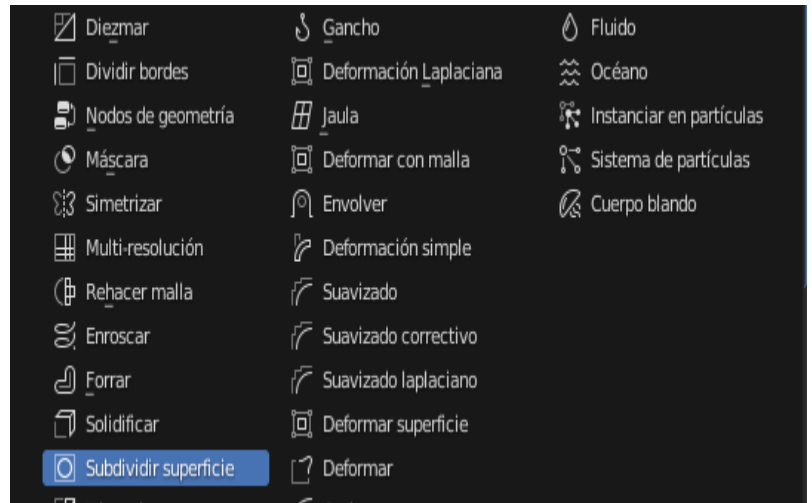 Diezmar
Dividir bordes
Nodos de geometría
Máscara
Simetrizar
Multi-resolución
Rehacer malla
Enroscar
Forrar
Solidificar
Subdividir superficie
Gancho
Deformación Laplaciana
Jaula
Deformar con malla
Envolver
Deformación simple
Suavizado
Suavizado correctivo
Suavizado laplaciano
Deformar superficie
Deformar
Fluido
Océano
Instanciar en partículas
Sistema de partículas
Cuerpo blando